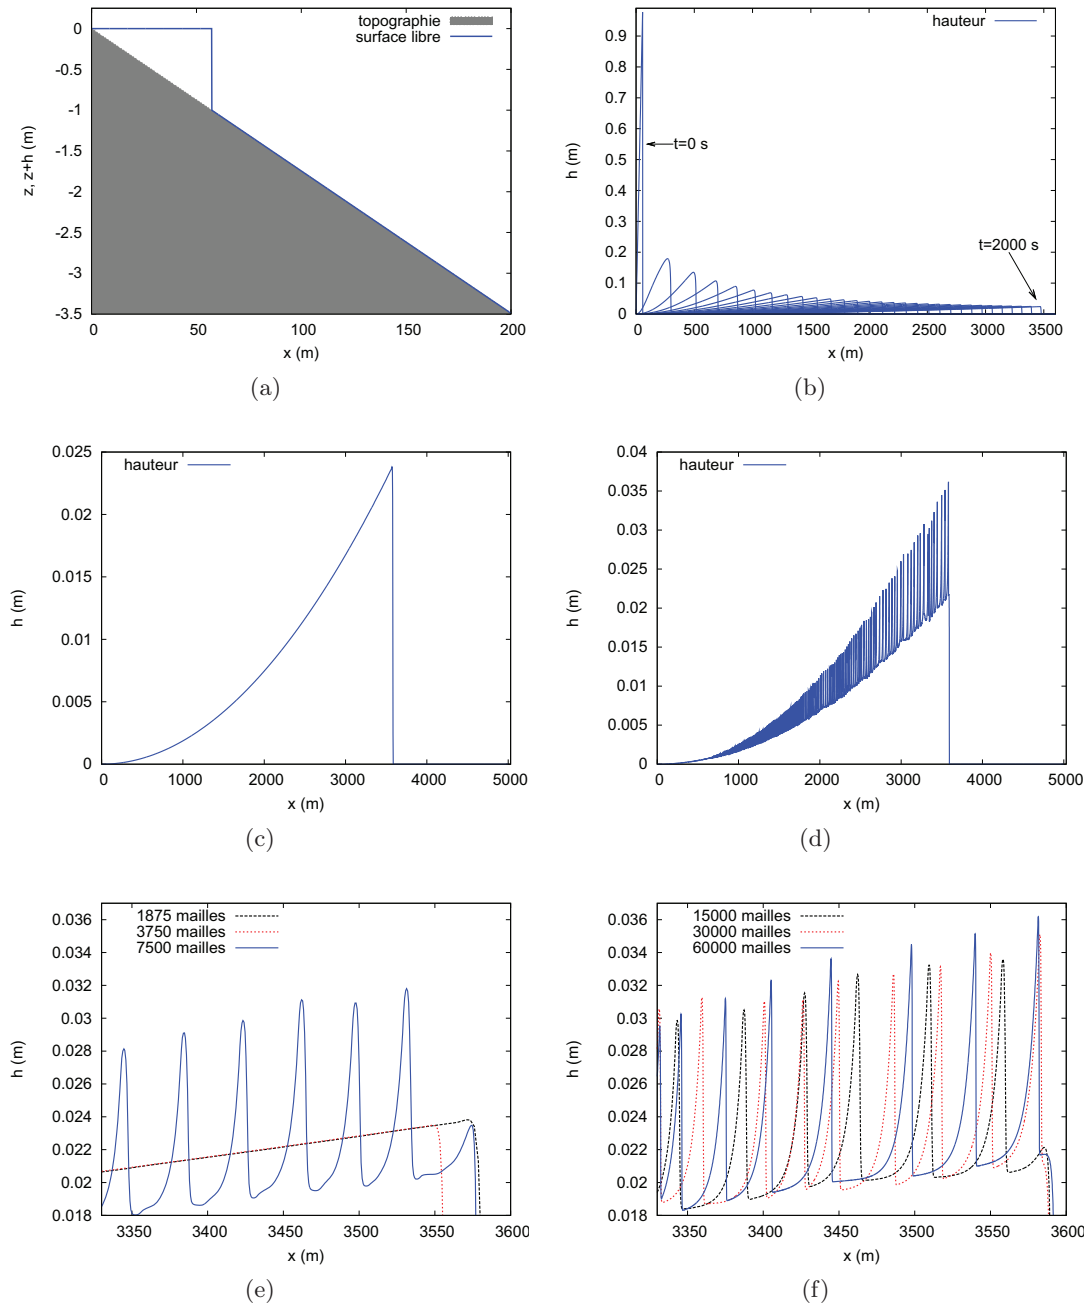 topographie
surface libre
0
-0.5
-1
-1.5
-2
-2.5
-3
-3.5
z, z+h (m)
0 50 100 150 200
x (m)
(a)
hauteur
0.9
0.8
0.7
0.6
0.5
0.4
0.3
0.2
0.1
0
h (m)
t=0 s
t=2000 s
0 500 1000 1500 2000 2500 3000 3500
x (m)
(b)
hauteur
0.025
0.02
0.015
0.01
0.005
0
h (m)
0 1000 2000 3000 4000 5000
x (m)
(c)
hauteur
0.04
0.035
0.03
0.025
0.02
0.015
0.01
0.005
0
h (m)
0 1000 2000 3000 4000 5000
x (m)
(d)
1875 mailles
3750 mailles
7500 mailles
0.036
0.034
0.032
0.03
0.028
0.026
0.024
0.022
0.02
0.018
h (m)
3350 3400 3450 3500 3550 3600
x (m)
(e)
15000 mailles
30000 mailles
60000 mailles
0.036
0.034
0.032
0.03
0.028
0.026
0.024
0.022
0.02
0.018
h (m)
3350 3400 3450 3500 3550 3600
x (m)
(f)